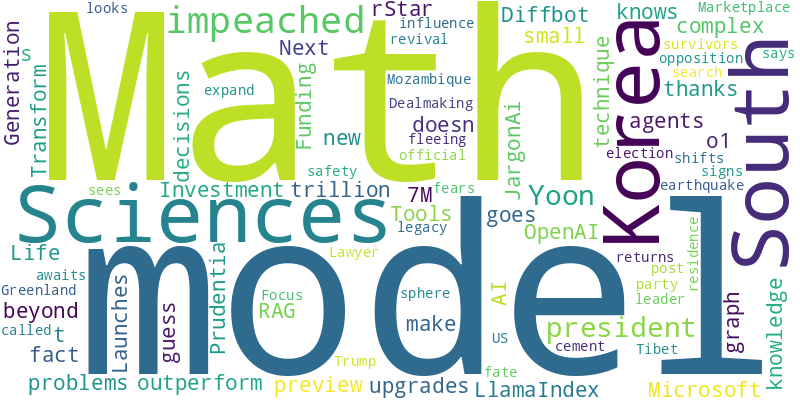 looks
impeached
rStar
influence
Diffbot
knows
Marketplace
complex
revival
small
survivors
Next
opposition
says
Generation
s
Math
South
Korea
Transform
decisions
expand
Funding
Mozambique
technique
search
thanks
Dealmaking
new
doesn
agents
fleeing
o1
official
election
shifts
JargonAi
safety
signs
sees
Investment
trillion
fears
7M
Yoon
earthquake
Sciences
Tools
goes
legacy
OpenAI
Life
Prudentia
Lawyer
returns
residence
awaits
post
Greenland
Launches
Focus
sphere
AI
party
knowledge
model
beyond
guess
RAG
make
leader
president
graph
called
t
US
cement
Tibet
fact
Trump
fate
problems
outperform
preview
upgrades
LlamaIndex
Microsoft